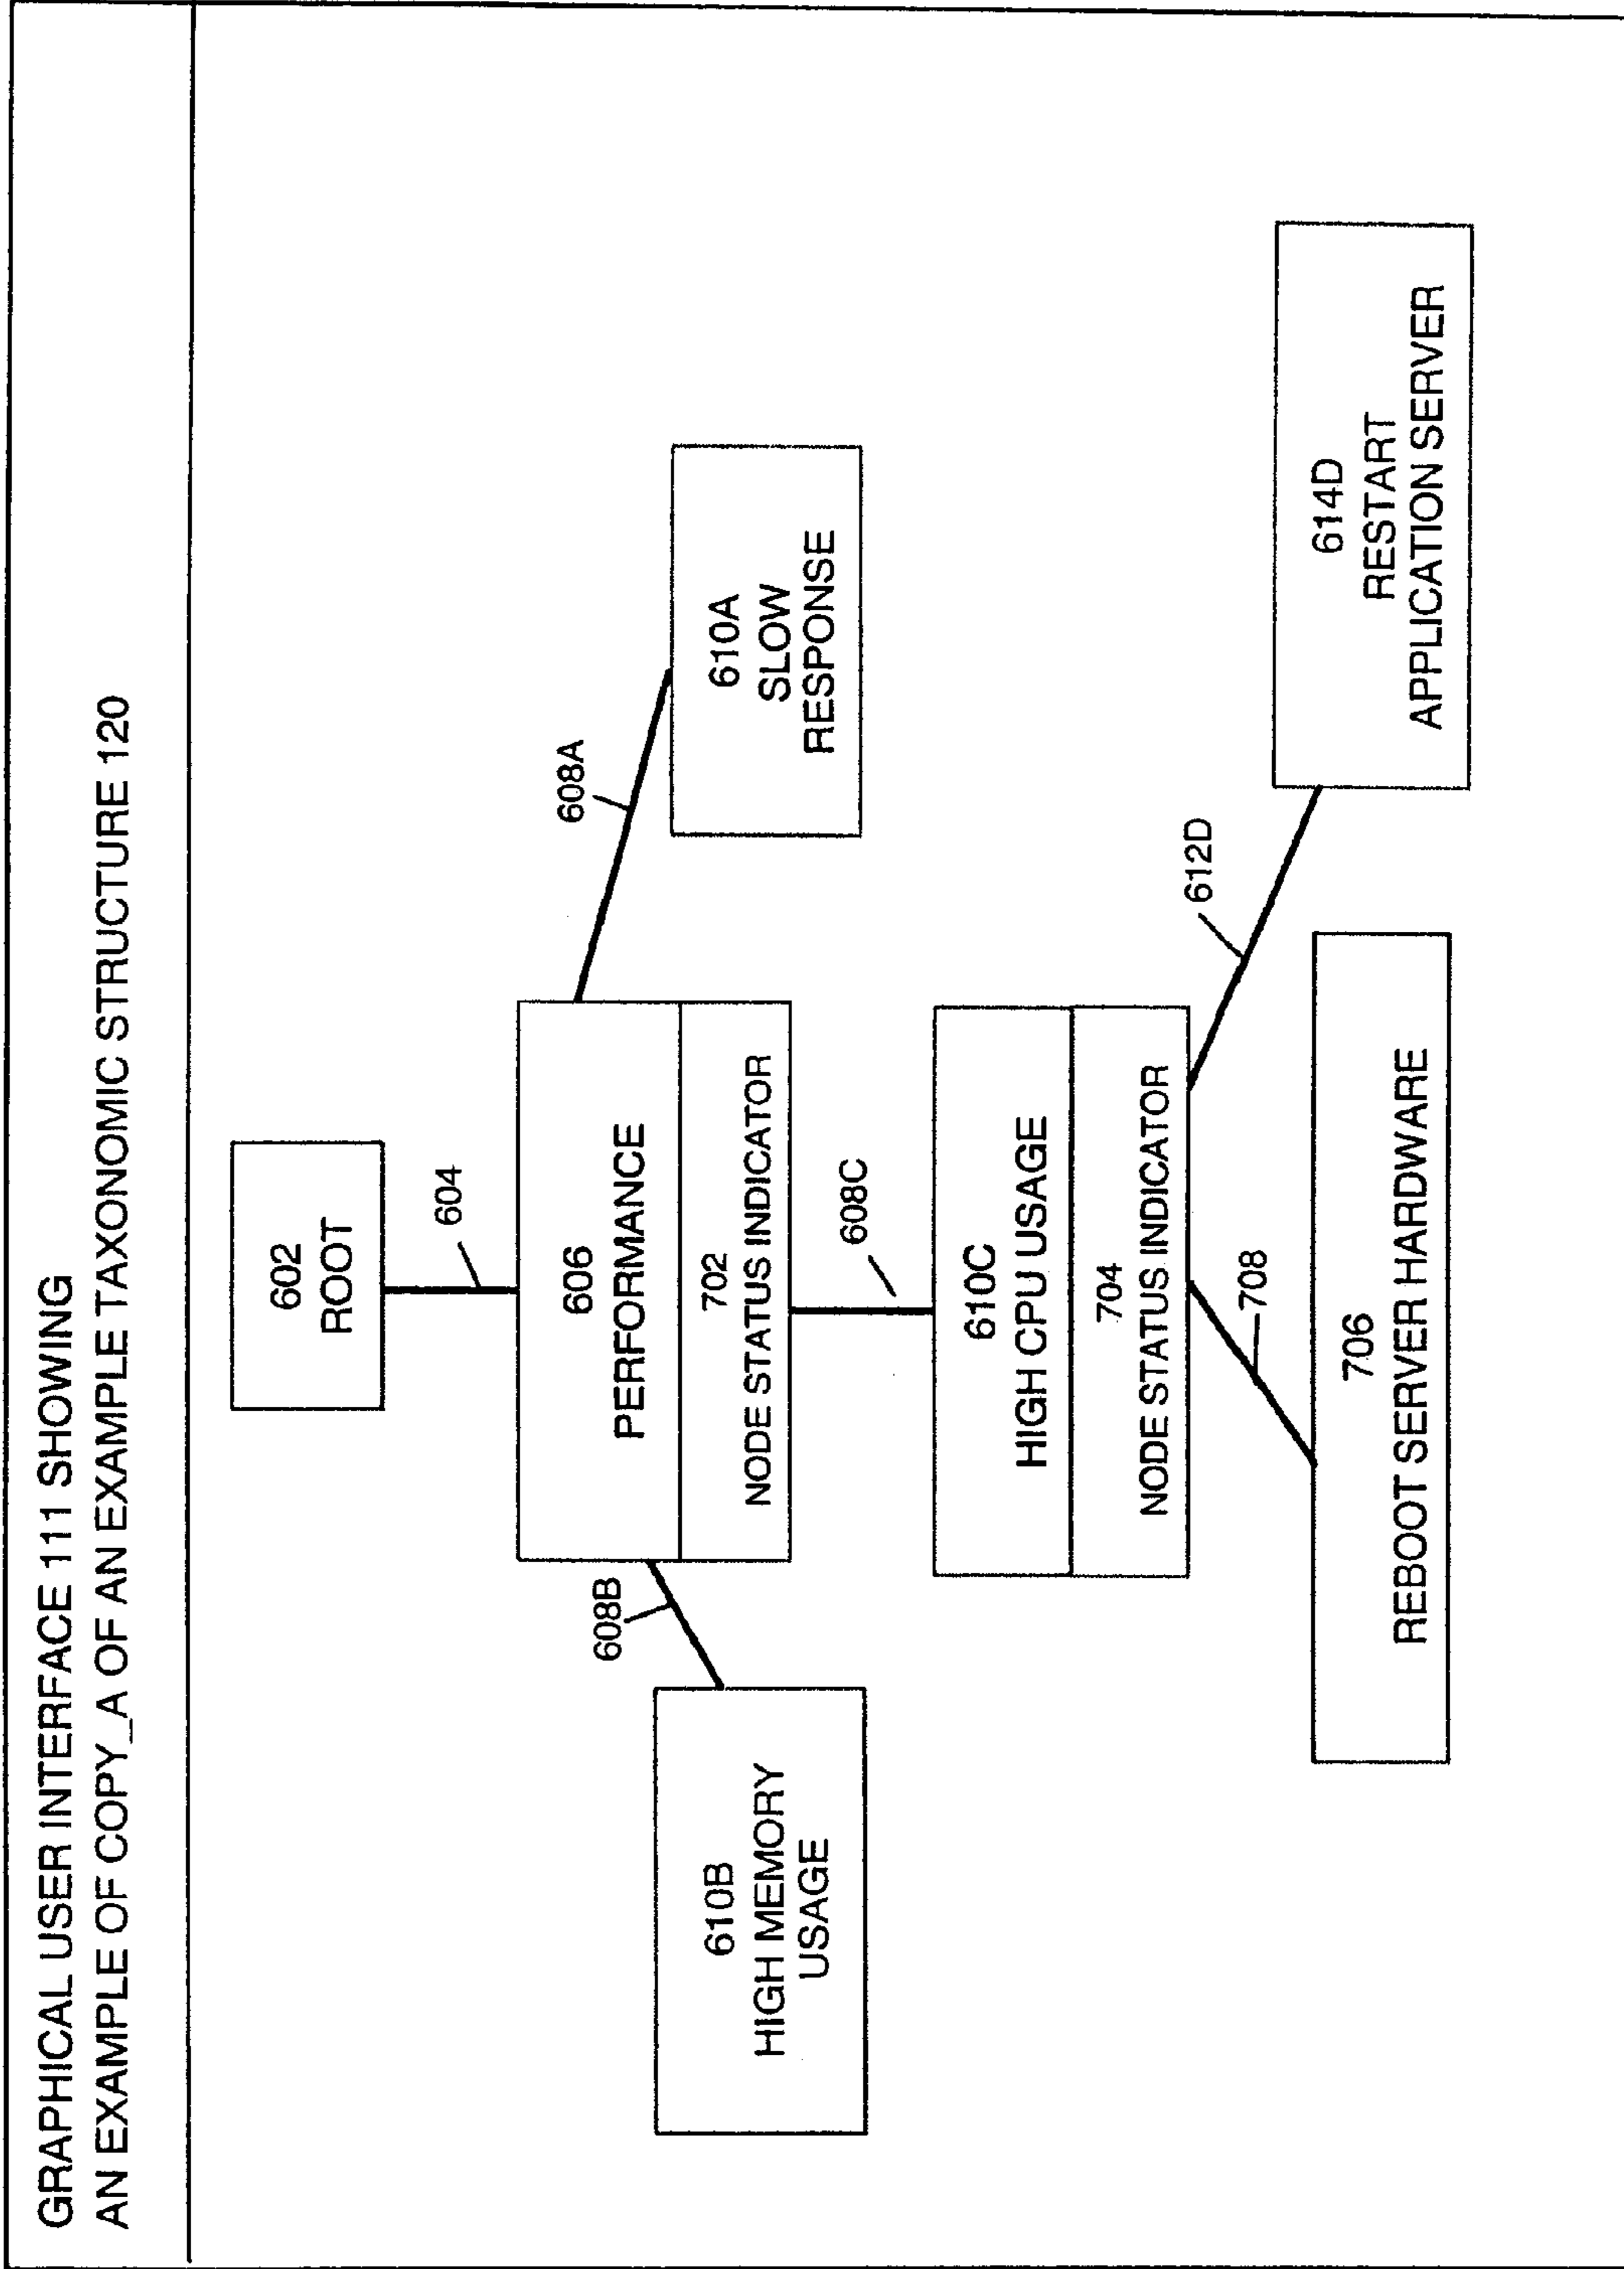 GRAPHICAL USER INTERFACE 111 SHOWING
AN EXAMPLE OF COPY_A OF AN EXAMPLE TAXONOMIC STRUCTURE 120
602
ROOT
604
606
PERFORMANCE
702
NODE STATUS INDICATOR
608B
608A
610B
HIGH MEMORY
USAGE
610A
SLOW
RESPONSE
608C
610C
HIGH CPU USAGE
704
NODE STATUS INDICATOR
708
612D
706
REBOOT SERVER HARDWARE
614D
RESTART
APPLICATION SERVER